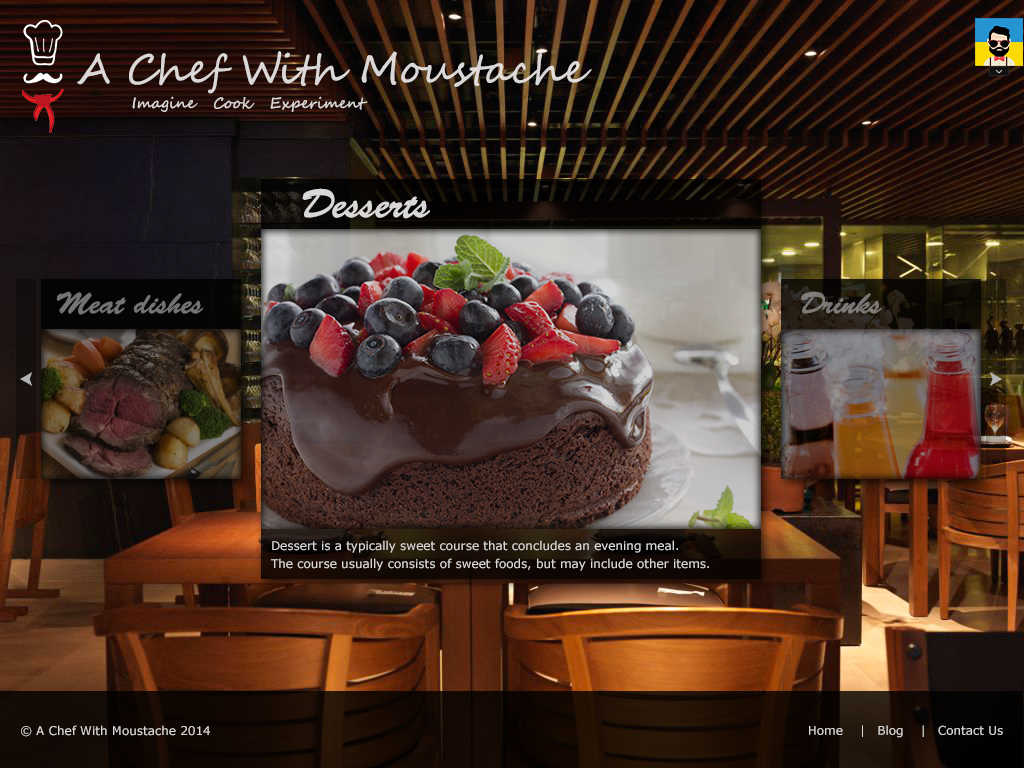 A Chef With Moustache
Imagine Cook Experiment
Desserts
Meat dishes
Drinks
Dessert is a typically sweet course that concludes an evening meal.
The course usually consists of sweet foods, but may include other items.
© A Chef With Moustache 2014
Home | Blog | Contact Us